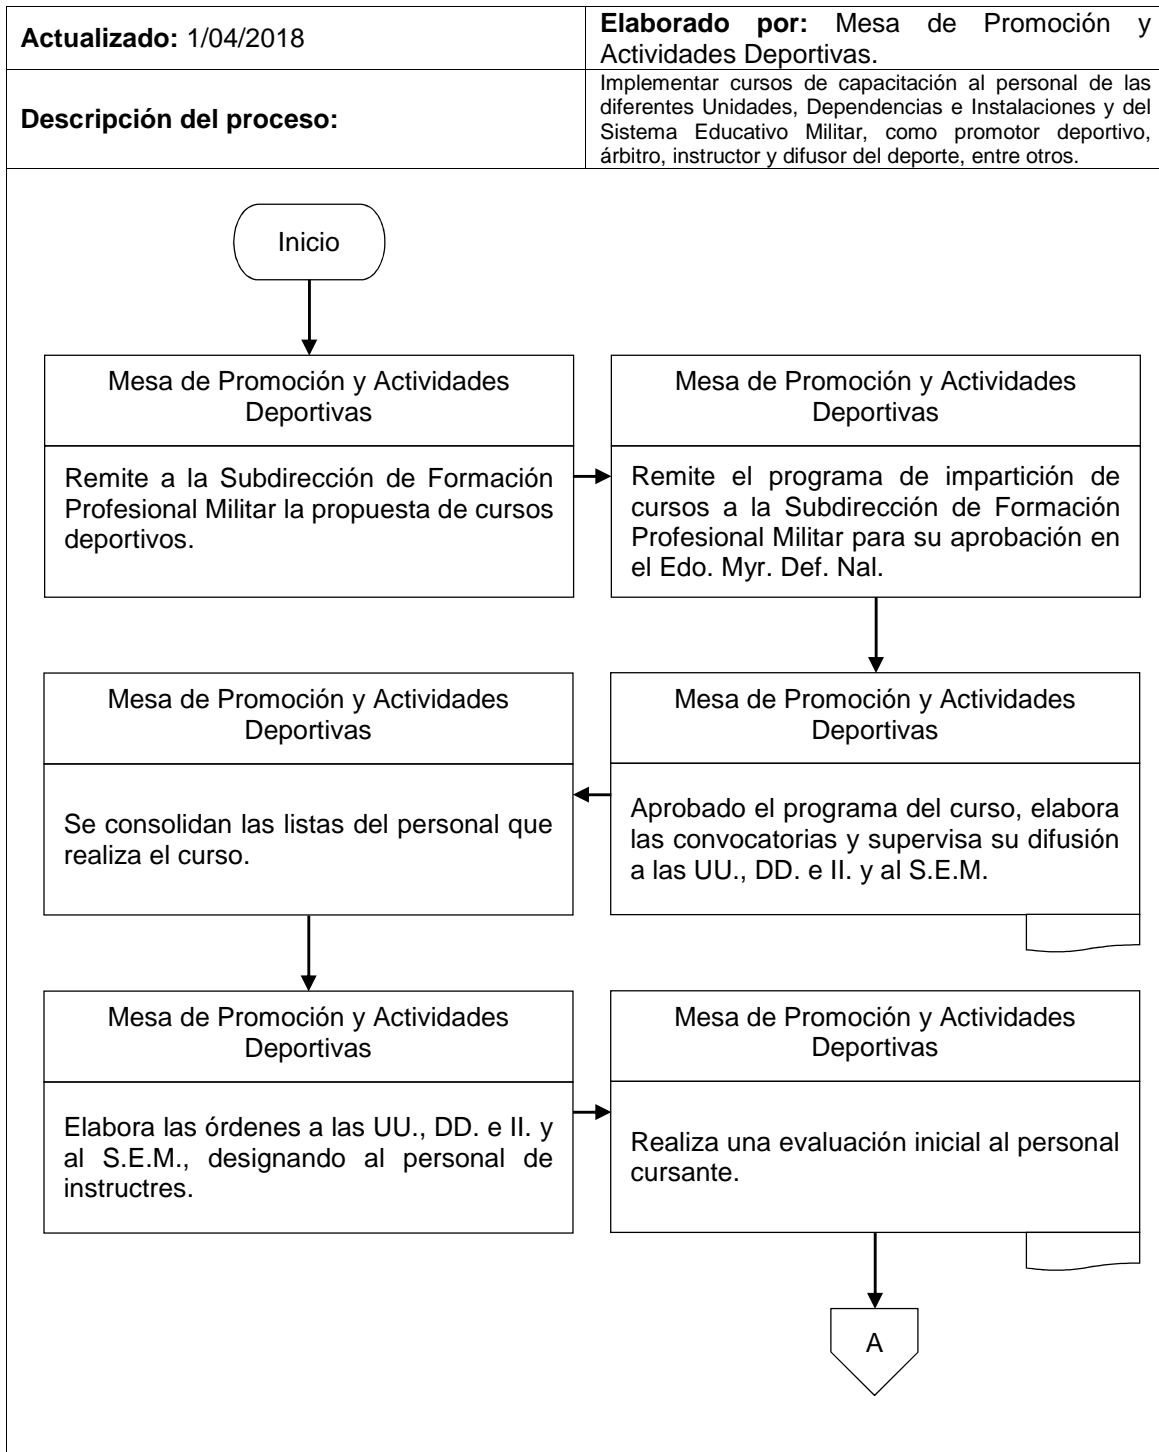 Actualizado: 1/04/2018
Elaborado por: Mesa de Promoción y
Actividades Deportivas.
Descripción del proceso:
Implementar cursos de capacitación al personal de las
diferentes Unidades, Dependencias e Instalaciones y del
Sistema Educativo Militar, como promotor deportivo,
árbitro, instructor y difusor del deporte, entre otros.
Inicio
Mesa de Promoción y Actividades
Deportivas
Remite a la Subdirección de Formación
Profesional Militar la propuesta de cursos
deportivos.
Mesa de Promoción y Actividades
Deportivas
Remite el programa de impartición de
cursos a la Subdirección de Formación
Profesional Militar para su aprobación en
el Edo. Myr. Def. Nal.
Mesa de Promoción y Actividades
Deportivas
Aprobado el programa del curso, elabora
las convocatorias y supervisa su difusión
a las UU., DD. e II. y al S.E.M.
Mesa de Promoción y Actividades
Deportivas
Se consolidan las listas del personal que
realiza el curso.
Mesa de Promoción y Actividades
Deportivas
Elabora las órdenes a las UU., DD. e II. y
al S.E.M., designando al personal de
instructres.
Mesa de Promoción y Actividades
Deportivas
Realiza una evaluación inicial al personal
cursante.
A